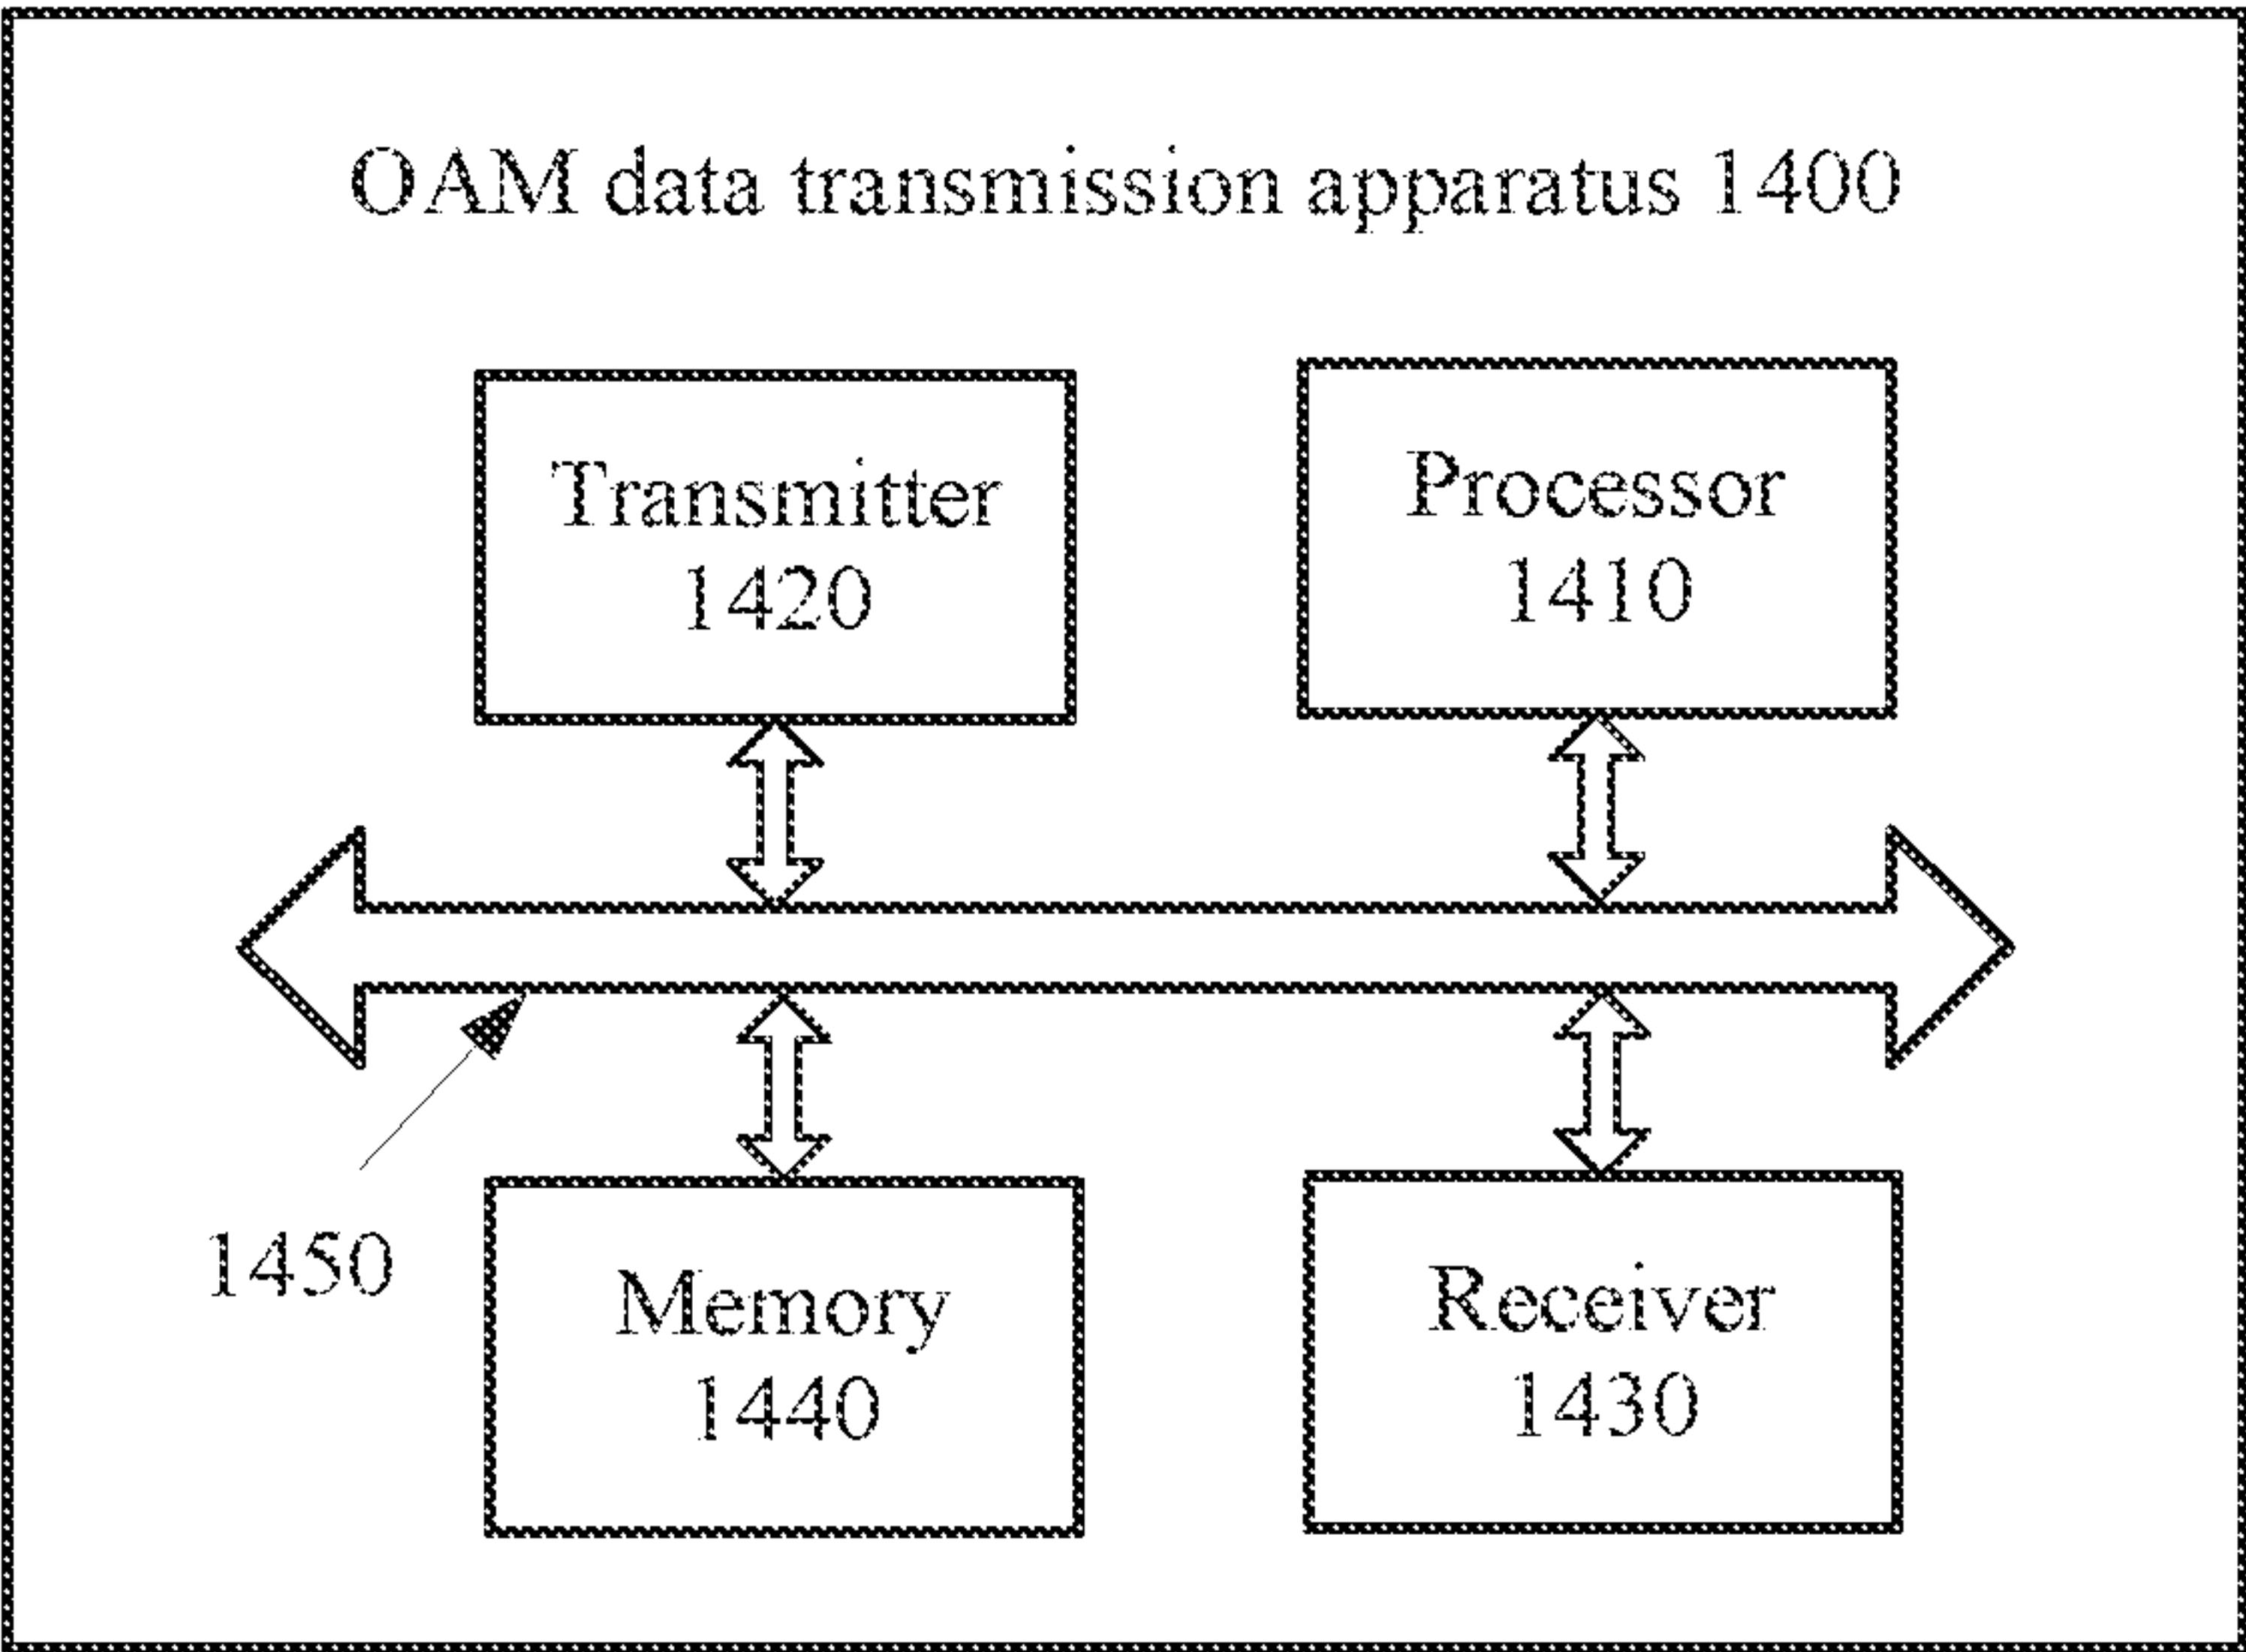 OAM data transmission apparatus 1400
Transmitter
1420
Processor
1410
1450
Memory
1440
Receiver
1430